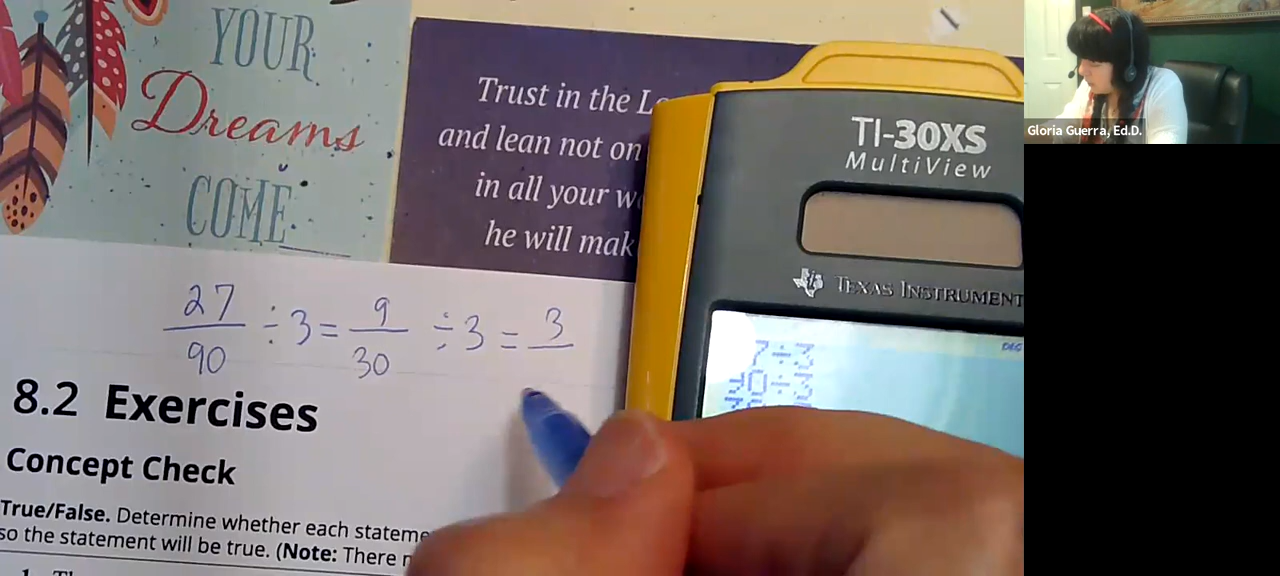 YOUR
Dreams
COME
Trust in the
and lean not on
in all your
he will mak
TI-30XS
MultiView
TEXAS INSTRUMENT
DEG
27/90 ÷ 3 = 9/30 ÷ 3 = 3
8.2 Exercises
Concept Check
True/False. Determine whether each stateme
so the statement will be true. (Note: There
Gloria Guerra, Ed.D.